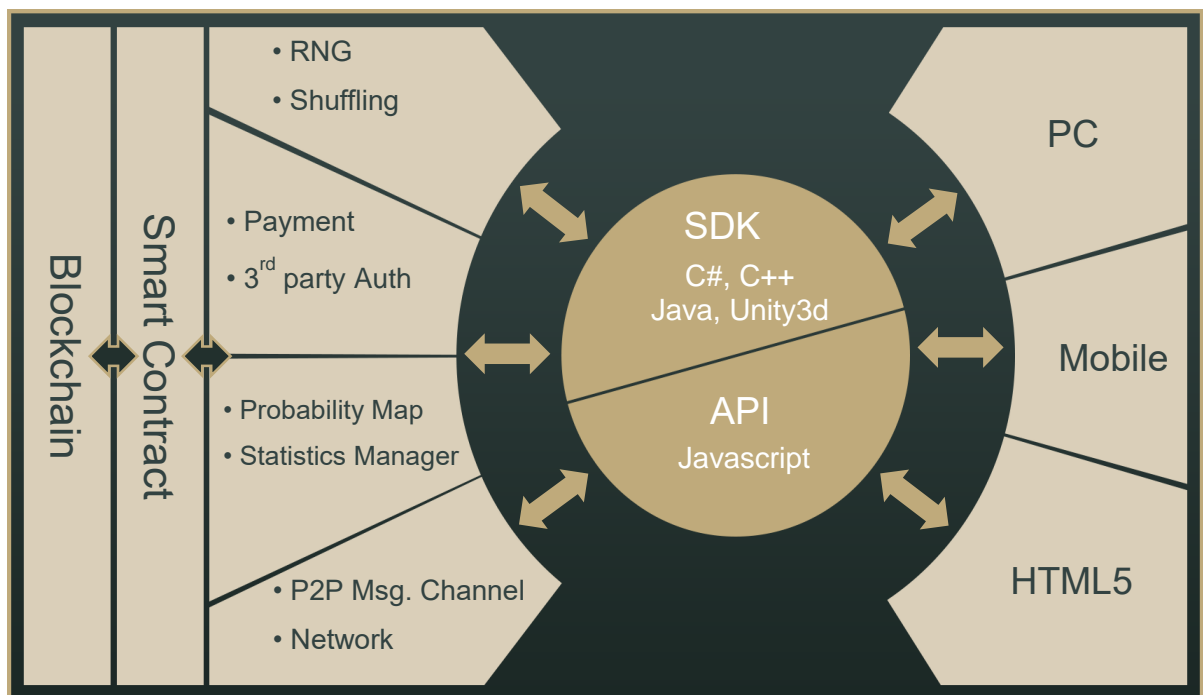 Blockchain
Smart Contract
• RNG
• Shuffling
• Payment
• 3rd party Auth
• Probability Map
• Statistics Manager
• P2P Msg. Channel
• Network
SDK
C#, C++
Java, Unity3d
API
Javascript
PC
Mobile
HTML5